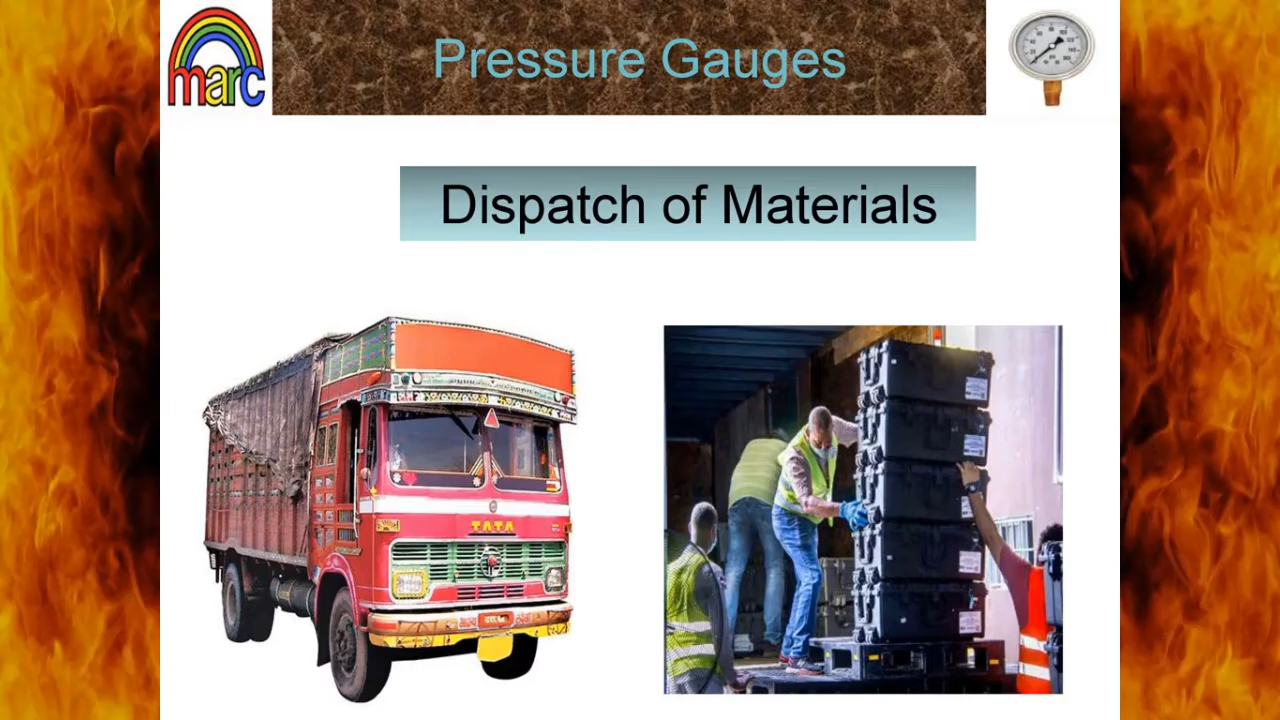 marc
Pressure Gauges
Dispatch of Materials
TATA